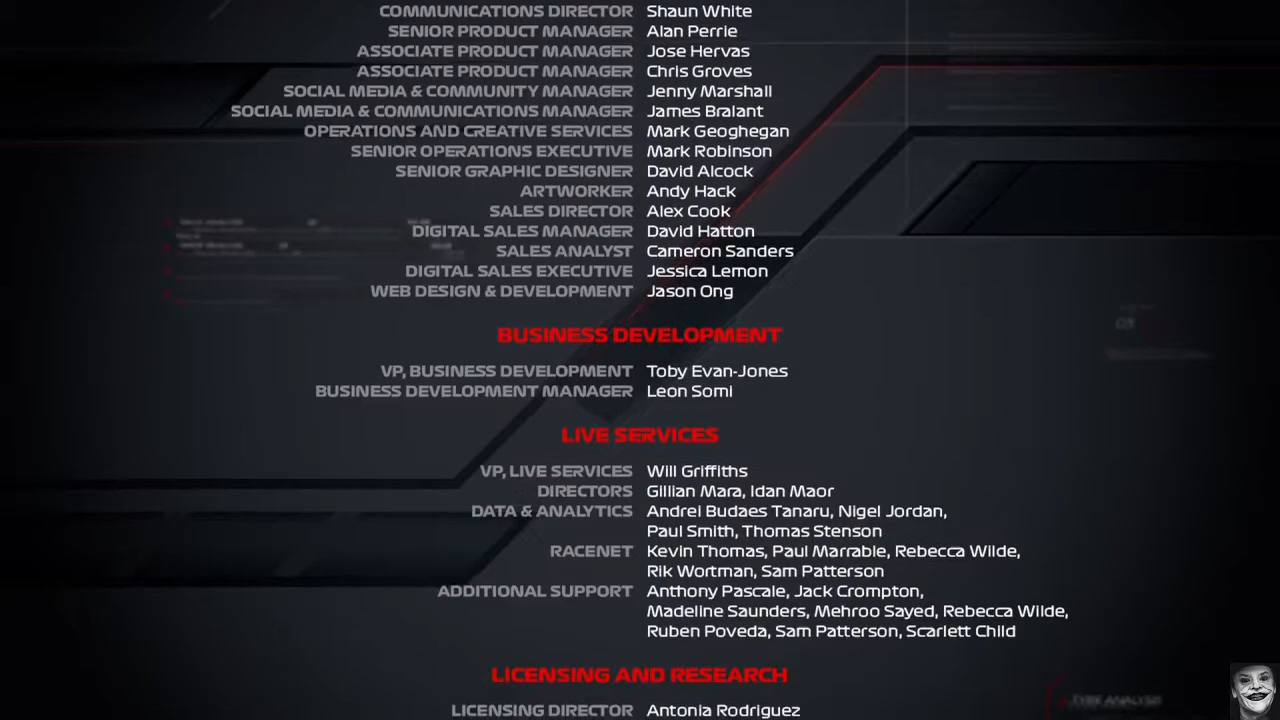 COMMUNICATIONS DIRECTOR Shaun White
SENIOR PRODUCT MANAGER Alan Perrie
ASSOCIATE PRODUCT MANAGER Jose Hervas
ASSOCIATE PRODUCT MANAGER Chris Groves
SOCIAL MEDIA & COMMUNITY MANAGER Jenny Marshall
SOCIAL MEDIA & COMMUNICATIONS MANAGER James Bralant
OPERATIONS AND CREATIVE SERVICES Mark Geoghegan
SENIOR OPERATIONS EXECUTIVE Mark Robinson
SENIOR GRAPHIC DESIGNER David Alcock
ARTWORKER Andy Hack
SALES DIRECTOR Alex Cook
DIGITAL SALES MANAGER David Hatton
SALES ANALYST Cameron Sanders
DIGITAL SALES EXECUTIVE Jessica Lemon
WEB DESIGN & DEVELOPMENT Jason Ong
BUSINESS DEVELOPMENT
VP, BUSINESS DEVELOPMENT Toby Evan-Jones
BUSINESS DEVELOPMENT MANAGER Leon Somi
LIVE SERVICES
VP, LIVE SERVICES Will Griffiths
DIRECTORS Gillian Mara, Idan Maor
DATA & ANALYTICS Andrei Budaes Tanaru, Nigel Jordan,
Paul Smith, Thomas Stenson
RACENET Kevin Thomas, Paul Marrable, Rebecca Wilde,
Rik Wortman, Sam Patterson
ADDITIONAL SUPPORT Anthony Pascale, Jack Crompton,
Madeline Saunders, Mehroo Sayed, Rebecca Wilde,
Ruben Poveda, Sam Patterson, Scarlett Child
LICENSING AND RESEARCH
LICENSING DIRECTOR Antonia Rodriguez
TYRE ANALYSIS
03